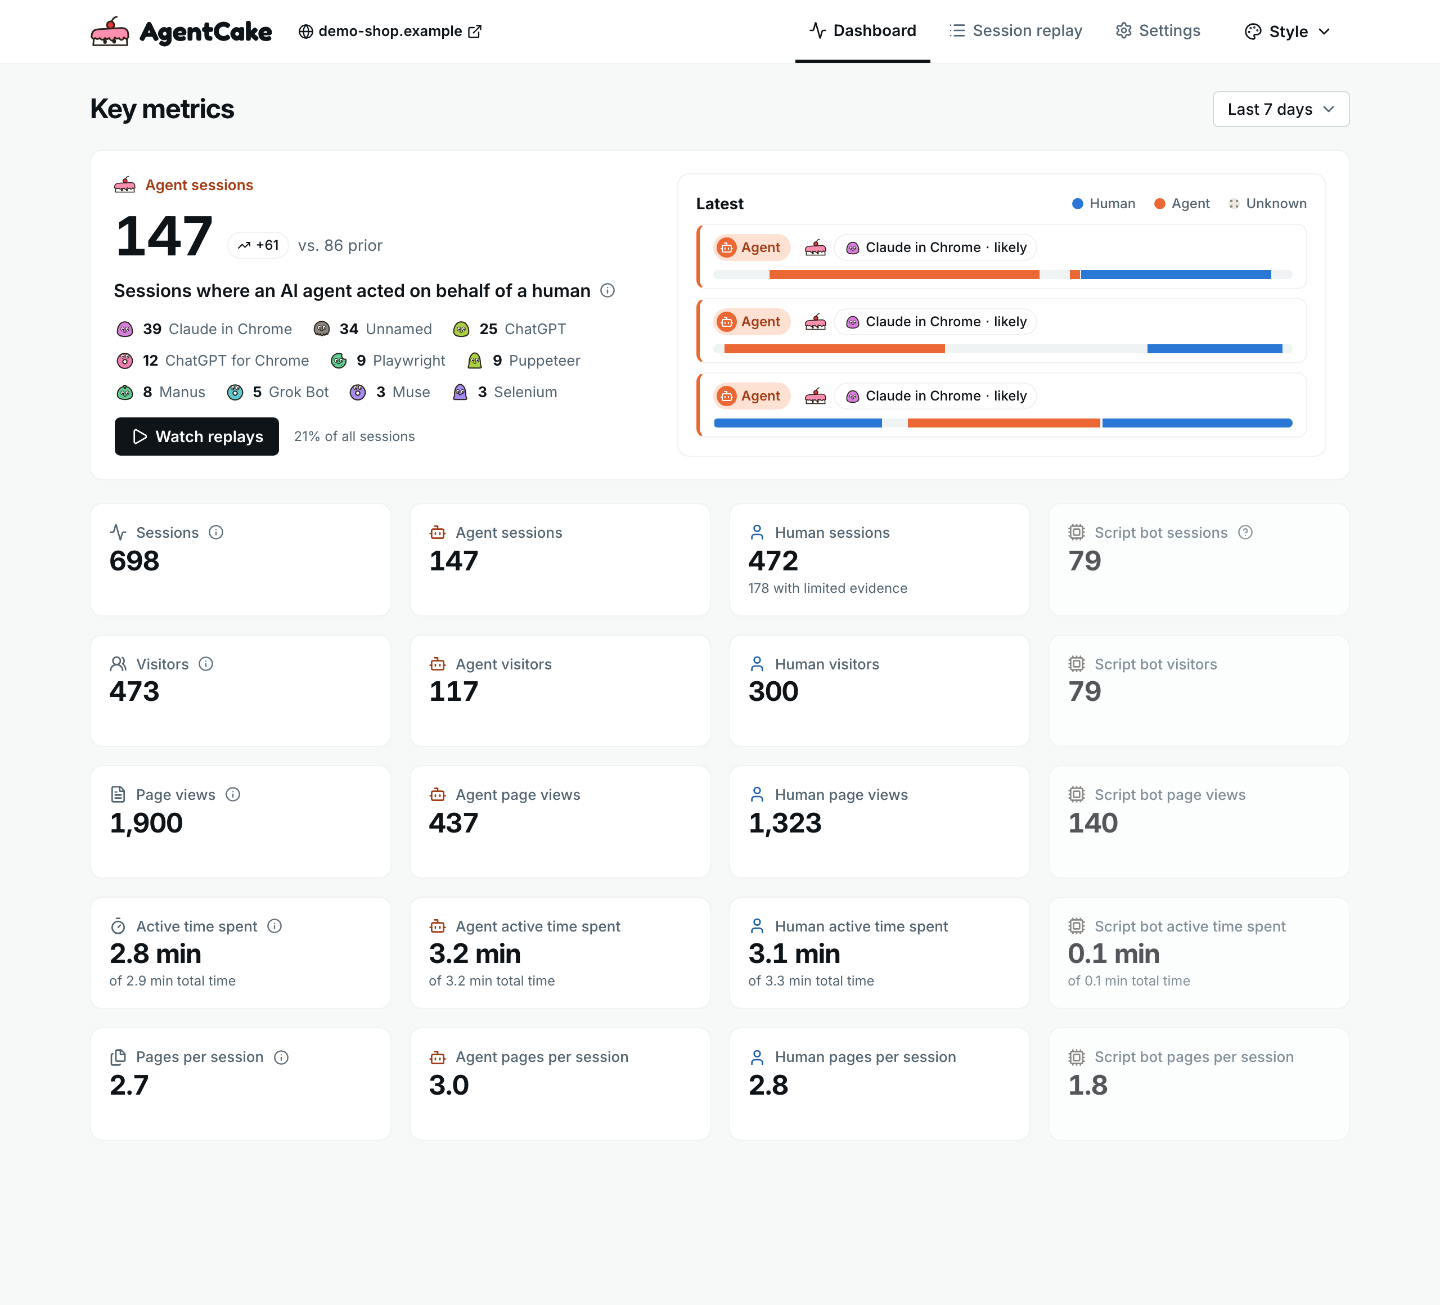 AgentCake
demo-shop.example
Dashboard
Session replay
Settings
Style
Key metrics
Last 7 days
Agent sessions
147 +61 vs. 86 prior
Sessions where an AI agent acted on behalf of a human
39 Claude in Chrome 34 Unnamed 25 ChatGPT
12 ChatGPT for Chrome 9 Playwright 9 Puppeteer
8 Manus 5 Grok Bot 3 Muse 3 Selenium
Watch replays 21% of all sessions
Latest Human Agent Unknown
Agent Claude in Chrome · likely
Agent Claude in Chrome · likely
Agent Claude in Chrome · likely
Sessions
698
Agent sessions
147
Human sessions
472
178 with limited evidence
Script bot sessions
79
Visitors
473
Agent visitors
117
Human visitors
300
Script bot visitors
79
Page views
1,900
Agent page views
437
Human page views
1,323
Script bot page views
140
Active time spent
2.8 min
of 2.9 min total time
Agent active time spent
3.2 min
of 3.2 min total time
Human active time spent
3.1 min
of 3.3 min total time
Script bot active time spent
0.1 min
of 0.1 min total time
Pages per session
2.7
Agent pages per session
3.0
Human pages per session
2.8
Script bot pages per session
1.8